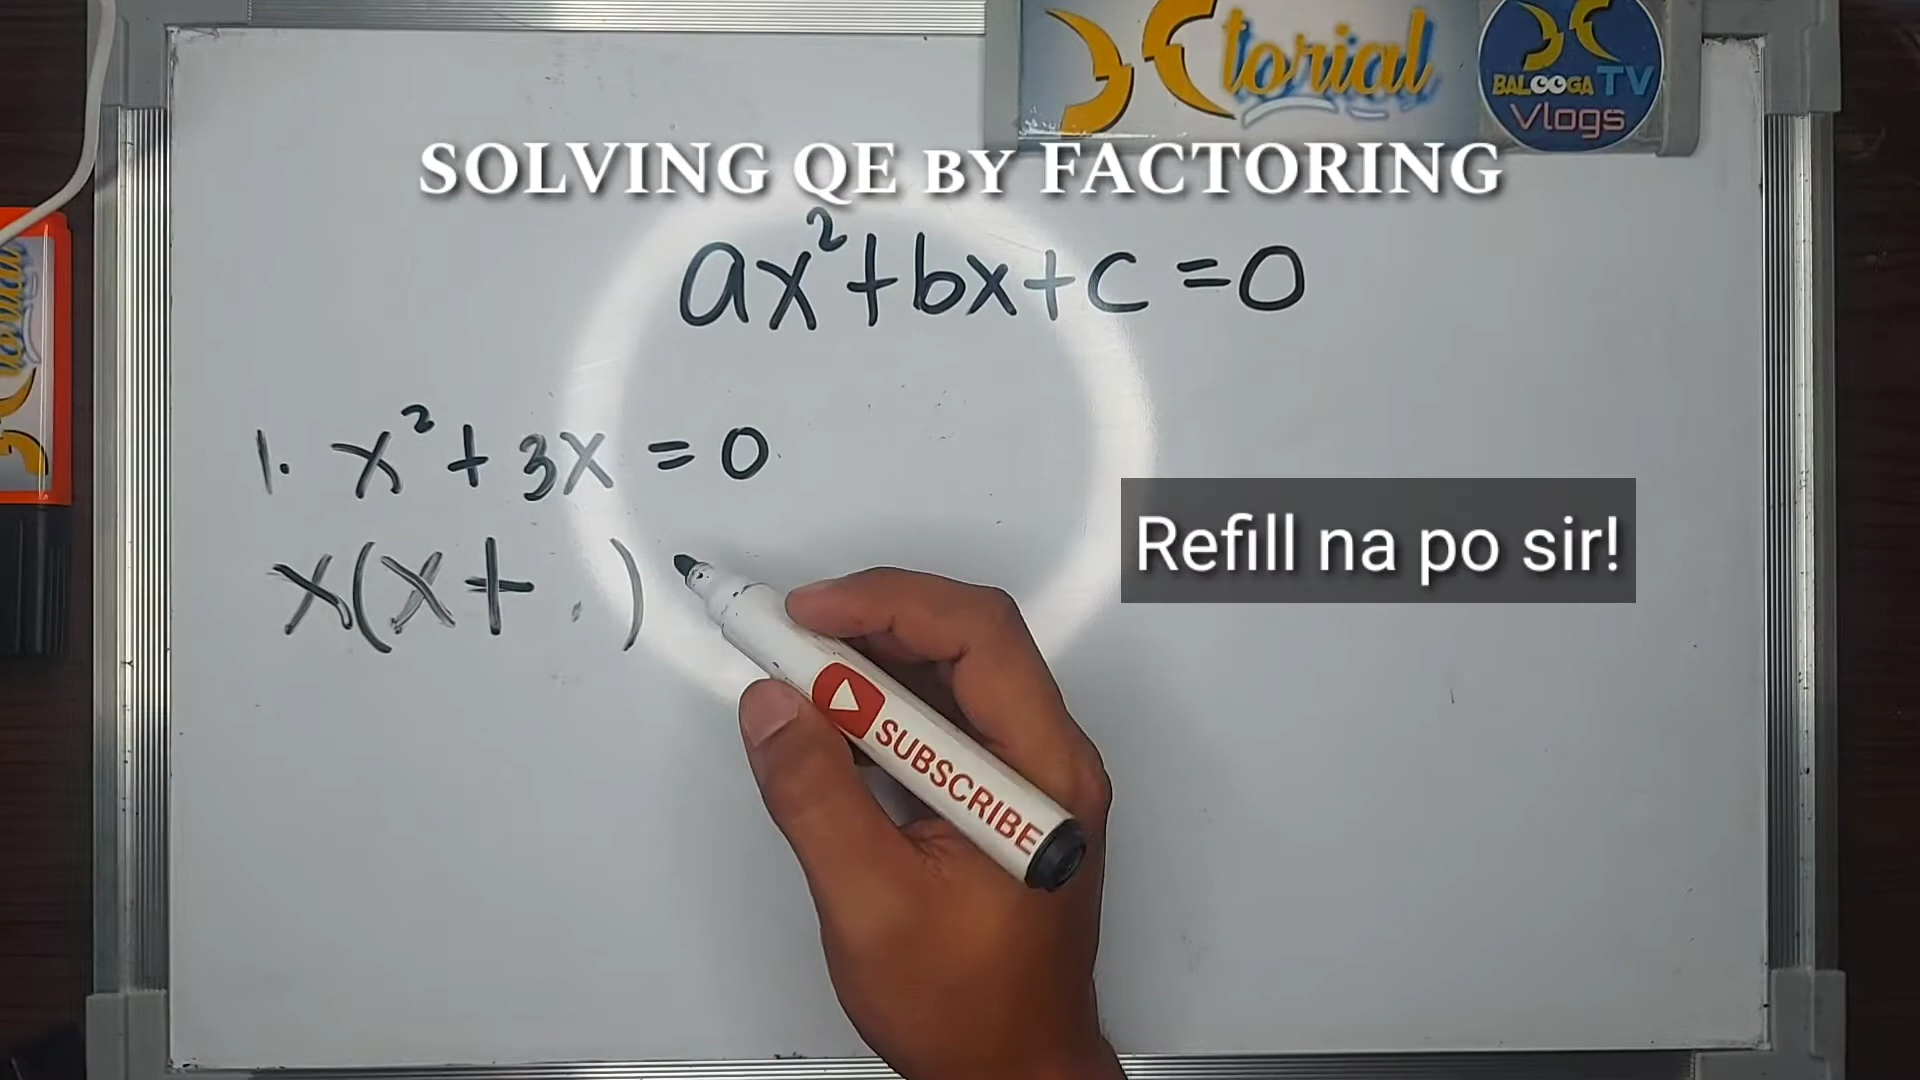 torial
BALOOGA TV
Vlogs
SOLVING QE BY FACTORING
ax²+bx+c=0
1. x²+3x=0
Refill na po sir!
x(x+ )
SUBSCRIBE